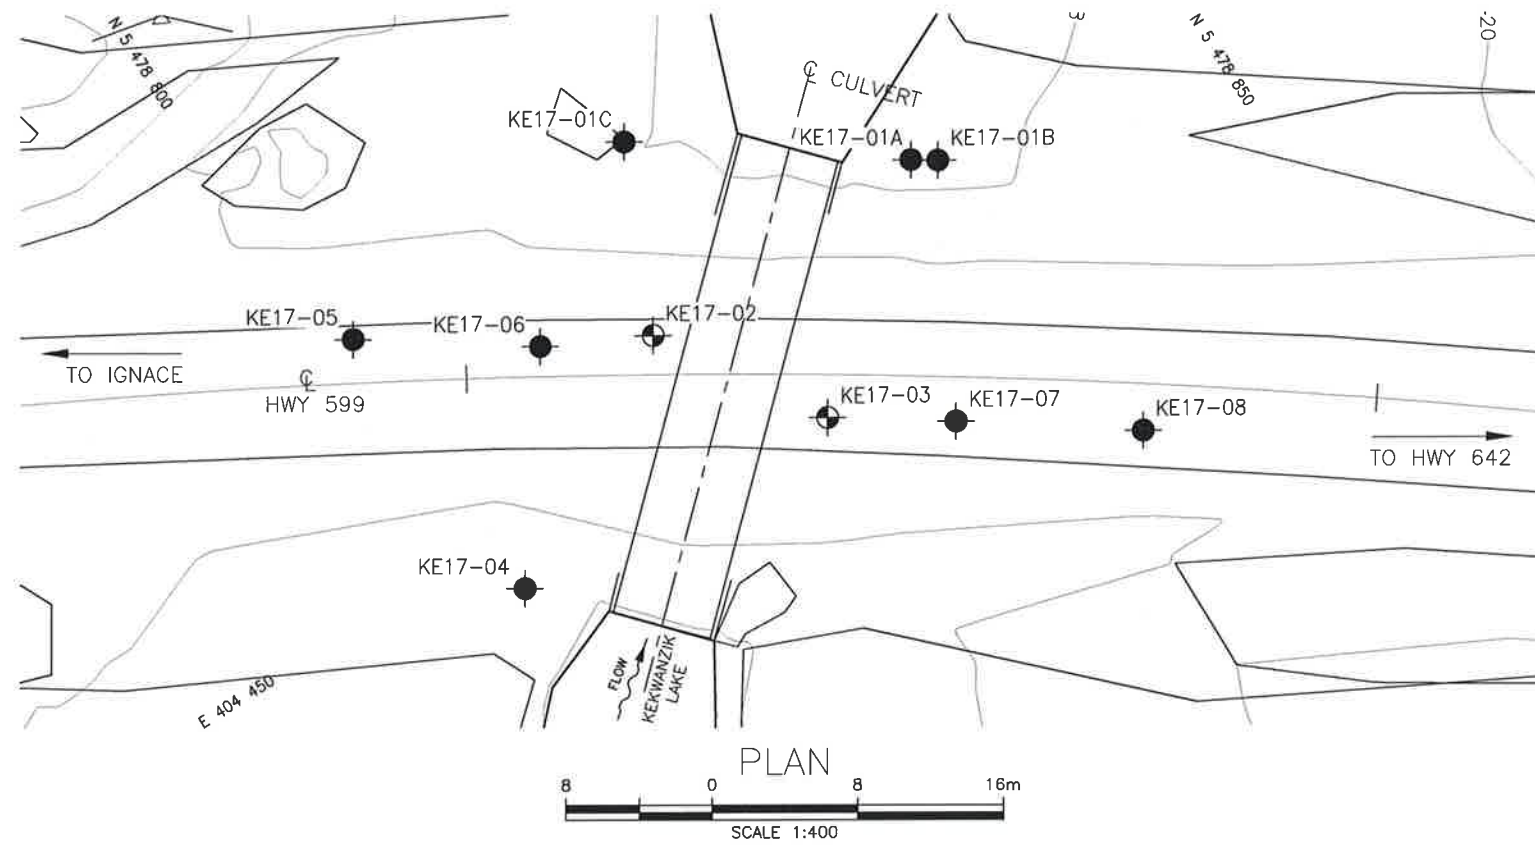 N 5 478 800
3
N 5 478 850
-20
℄ CULVERT
KE17-01C
KE17-01A
KE17-01B
KE17-05
KE17-06
KE17-02
TO IGNACE
℄
HWY 599
KE17-03
KE17-07
KE17-08
TO HWY 642
KE17-04
E 404 450
FLOW
KEKWANZIK
LAKE
PLAN
8 0 8 16m
SCALE 1:400